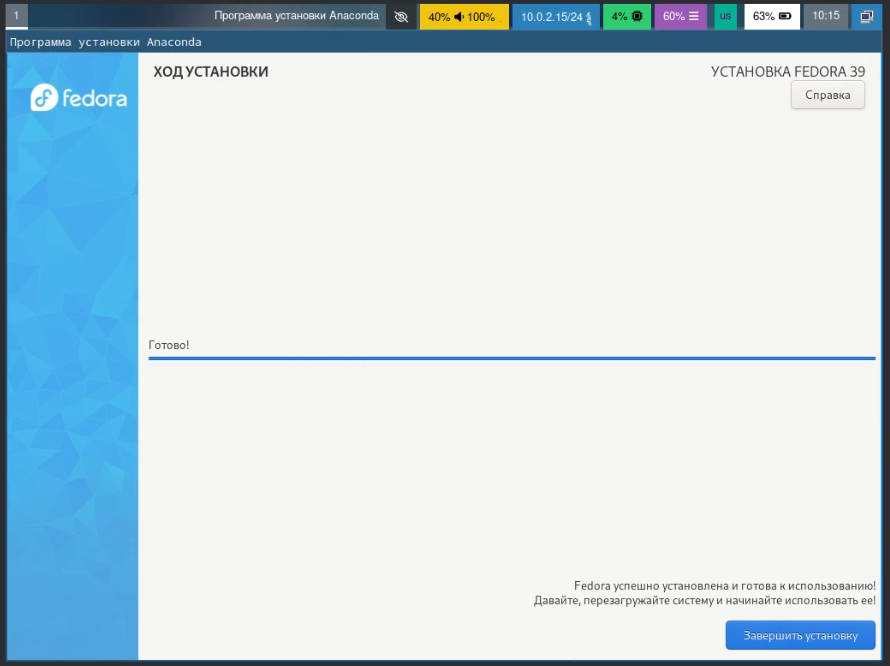 1 Программа установки Anaconda 40% 100% 10.0.2.15/24 4% 60% us 63% 10:15
Программа установки Anaconda
fedora
ХОД УСТАНОВКИ
УСТАНОВКА FEDORA 39
Справка
Готово!
Fedora успешно установлена и готова к использованию!
Давайте, перезагружайте систему и начинайте использовать ее!
Завершить установку